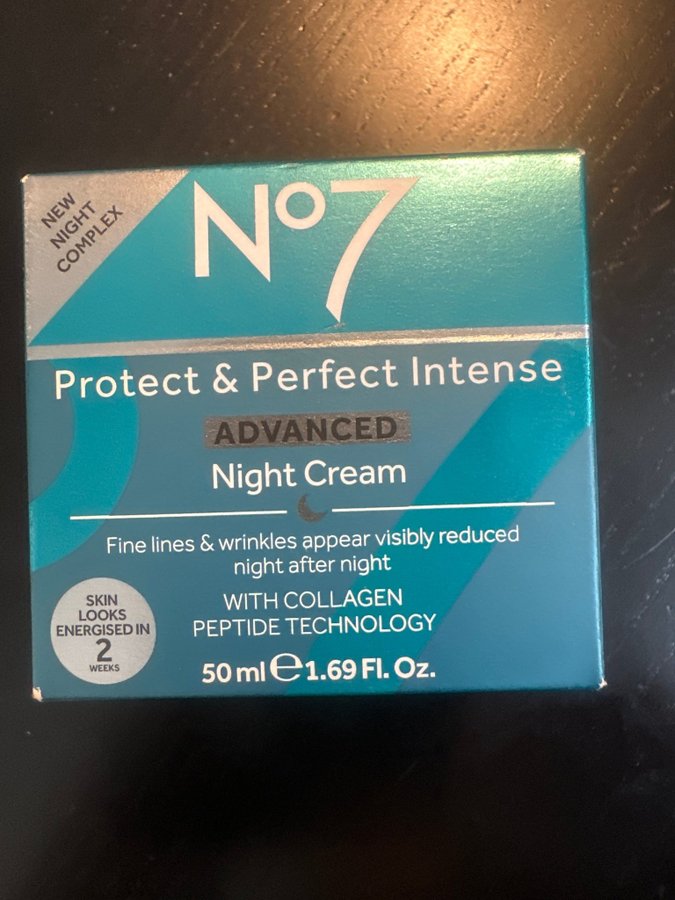 NEW
NIGHT
COMPLEX
No7
Protect & Perfect Intense
ADVANCED
Night Cream
Fine lines & wrinkles appear visibly reduced
night after night
WITH COLLAGEN
PEPTIDE TECHNOLOGY
SKIN
LOOKS
ENERGISED IN
2
WEEKS
50 ml ℮ 1.69 Fl. Oz.